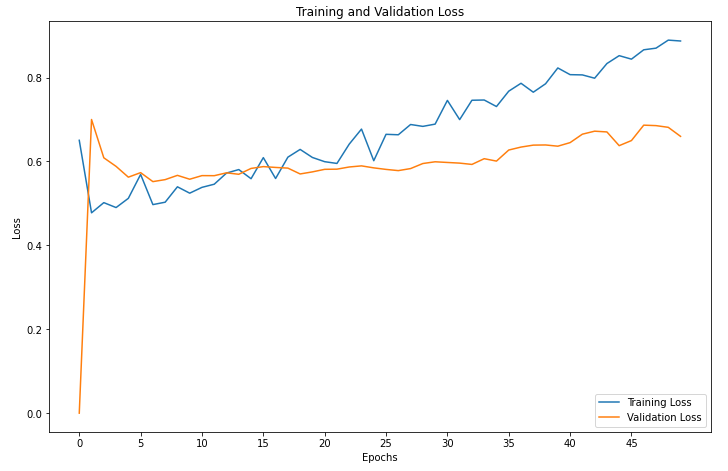 Training and Validation Loss
Loss
0.8
0.6
0.4
0.2
0.0
0 5 10 15 20 25 30 35 40 45
Epochs
Training Loss
Validation Loss